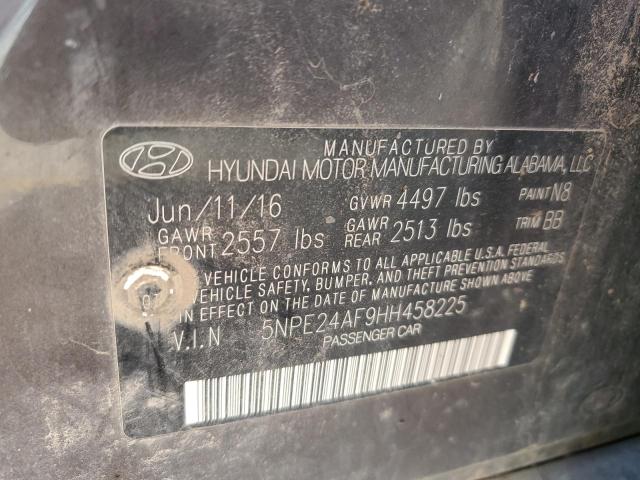 MANUFACTURED BY
HYUNDAI MOTOR MANUFACTURING ALABAMA, LLC
Jun/11/16 GVWR 4497 lbs PAINT N8
GAWR FRONT 2557 lbs GAWR REAR 2513 lbs TRIM BB
VEHICLE CONFORMS TO ALL APPLICABLE U.S.A. FEDERAL
VEHICLE SAFETY, BUMPER, AND THEFT PREVENTION STANDARDS
IN EFFECT ON THE DATE OF MANUFACTURE SHOWN ABOVE.
V.I.N 5NPE24AF9HH458225
PASSENGER CAR